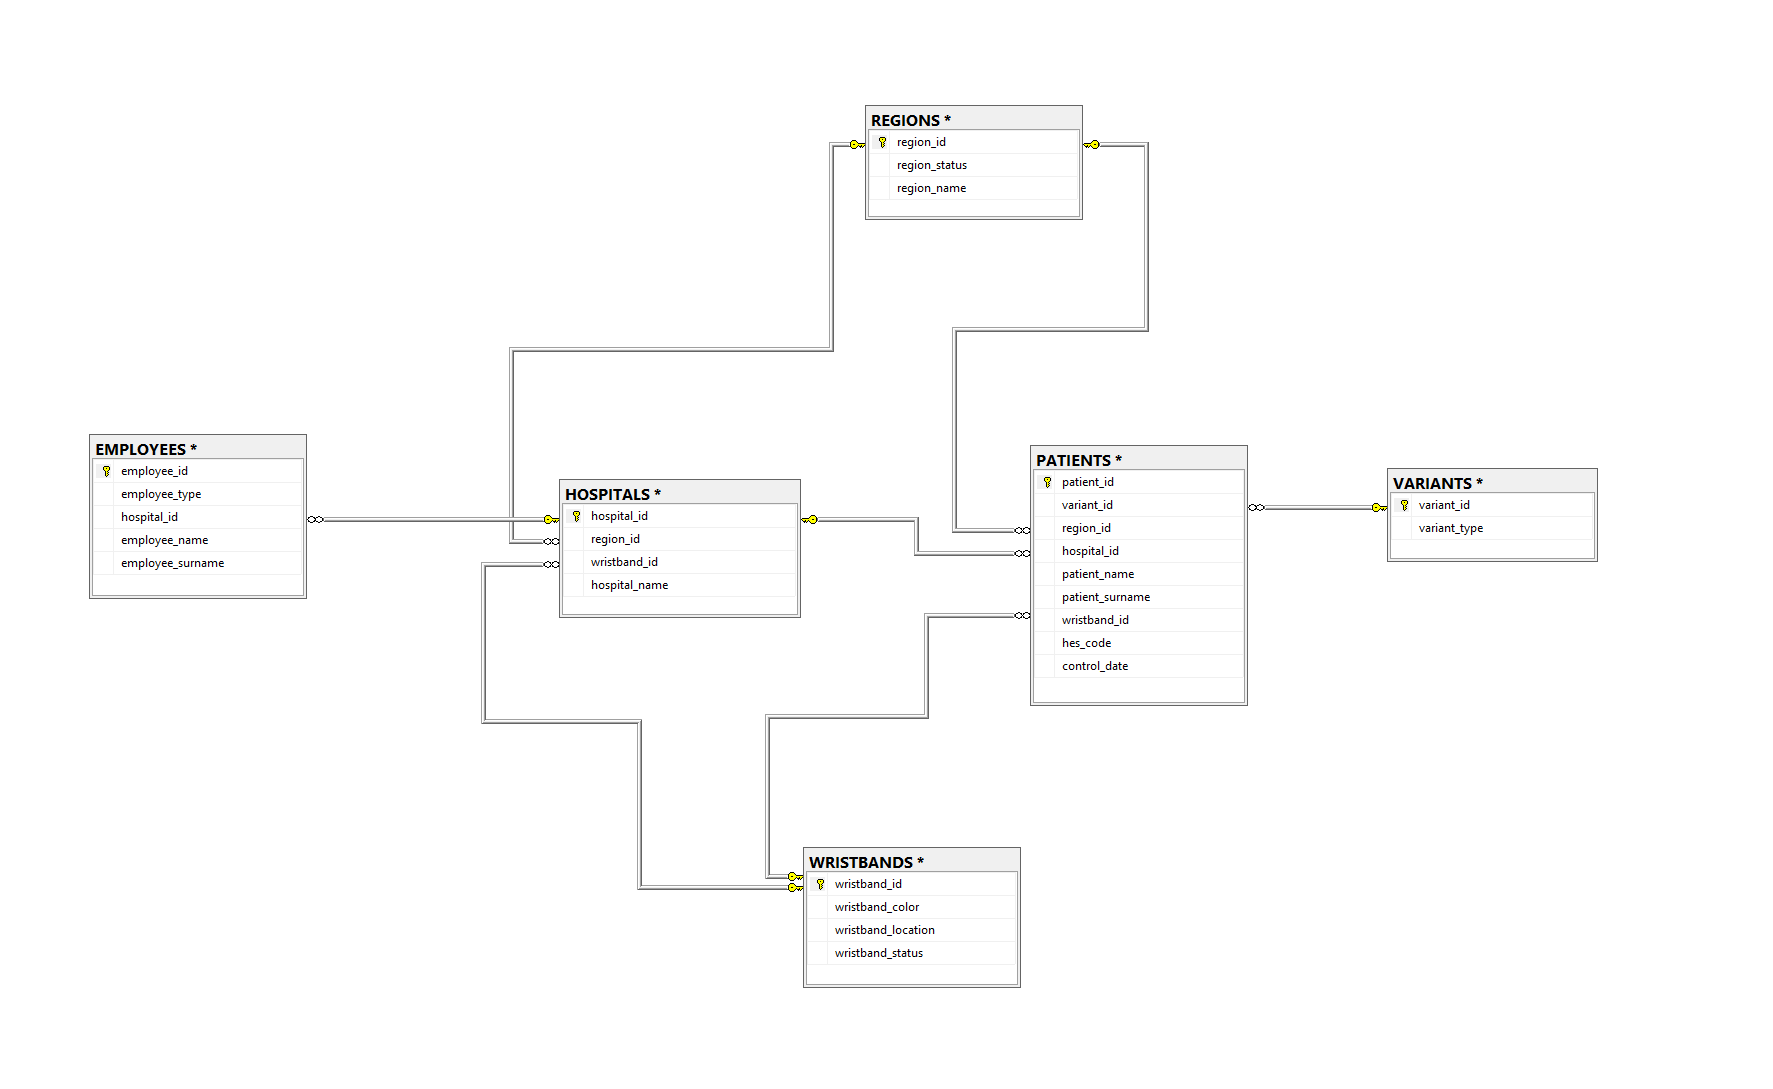 REGIONS *
region_id
region_status
region_name
EMPLOYEES *
employee_id
employee_type
hospital_id
employee_name
employee_surname
HOSPITALS *
hospital_id
region_id
wristband_id
hospital_name
PATIENTS *
patient_id
variant_id
region_id
hospital_id
patient_name
patient_surname
wristband_id
hes_code
control_date
VARIANTS *
variant_id
variant_type
WRISTBANDS *
wristband_id
wristband_color
wristband_location
wristband_status